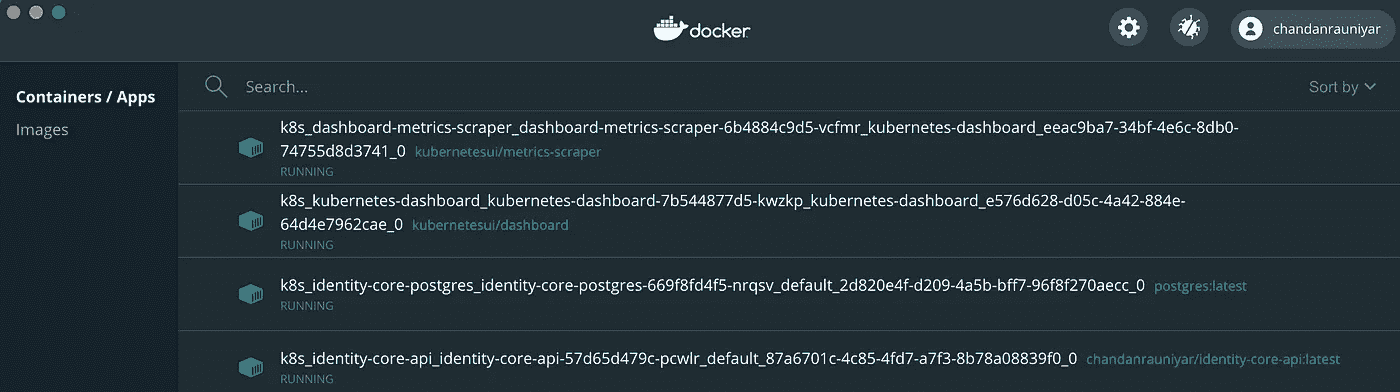 docker
chandanrauniyar
Containers / Apps
Images
Search...
Sort by
k8s_dashboard-metrics-scraper_dashboard-metrics-scraper-6b4884c9d5-vcfmr_kubernetes-dashboard_eeac9ba7-34bf-4e6c-8db0-
74755d8d3741_0 kubernetesui/metrics-scraper
RUNNING
k8s_kubernetes-dashboard_kubernetes-dashboard-7b544877d5-kwzkp_kubernetes-dashboard_e576d628-d05c-4a42-884e-
64d4e7962cae_0 kubernetesui/dashboard
RUNNING
k8s_identity-core-postgres_identity-core-postgres-669f8fd4f5-nrqsv_default_2d820e4f-d209-4a5b-bff7-96f8f270aecc_0 postgres:latest
RUNNING
k8s_identity-core-api_identity-core-api-57d65d479c-pcwlr_default_87a6701c-4c85-4fd7-a7f3-8b78a08839f0_0 chandanrauniyar/identity-core-api:latest
RUNNING